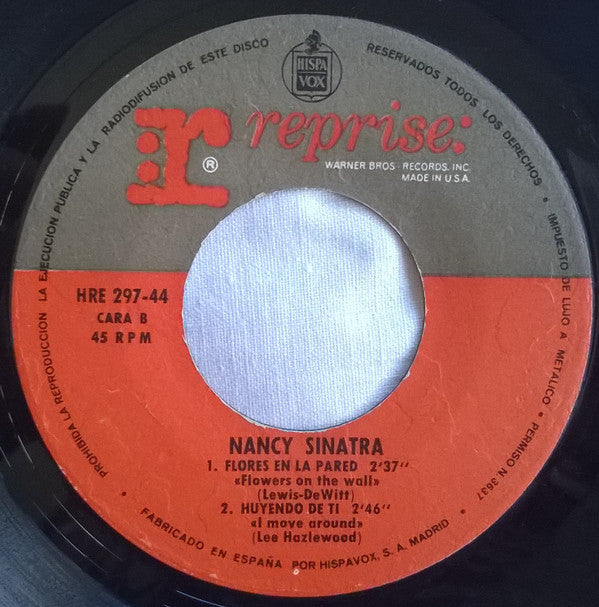 PROHIBIDA LA REPRODUCCION LA EJECUCION PUBLICA Y LA RADIODIFUSION DE ESTE DISCO
RESERVADOS TODOS LOS DERECHOS • IMPUESTO DE LUJO A METALICO • PERMISO N. 3637
HISPA
VOX
r reprise:
®
WARNER BROS - RECORDS, INC.
MADE IN U.S.A.
HRE 297-44
CARA B
45 RPM
NANCY SINATRA
1. FLORES EN LA PARED 2'37"
«Flowers on the wall»
(Lewis-DeWitt)
2. HUYENDO DE TI 2'46"
«I move around»
(Lee Hazlewood)
• FABRICADO EN ESPAÑA POR HISPAVOX, S. A. MADRID •